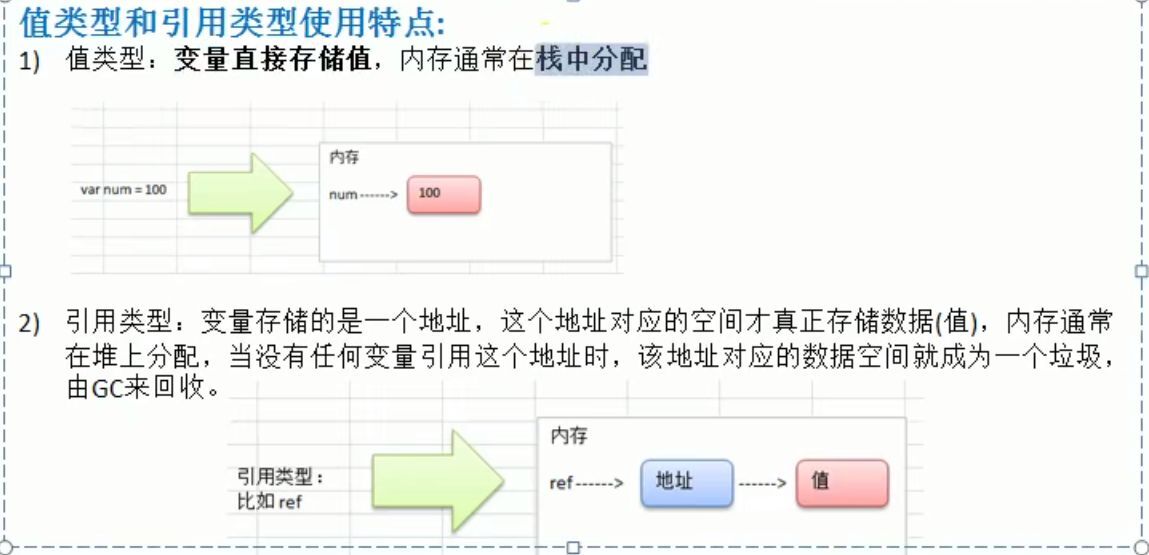 值类型和引用类型使用特点:
1) 值类型：变量直接存储值，内存通常在栈中分配
内存
var num = 100
num------>
100
2) 引用类型：变量存储的是一个地址，这个地址对应的空间才真正存储数据(值)，内存通常
在堆上分配，当没有任何变量引用这个地址时，该地址对应的数据空间就成为一个垃圾，
由GC来回收。
内存
引用类型：
比如 ref
ref------>
地址
------>
值